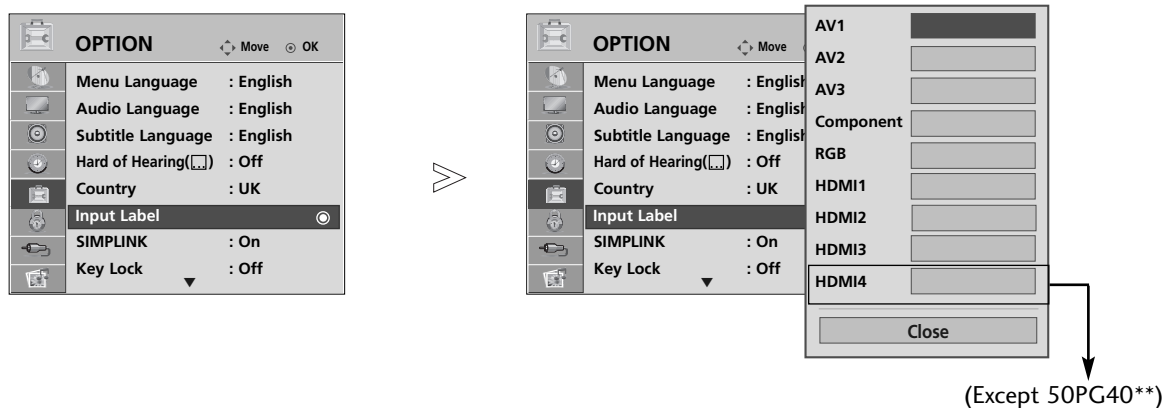 OPTION Move OK
Menu Language : English
Audio Language : English
Subtitle Language : English
Hard of Hearing( ) : Off
Country : UK
Input Label
SIMPLINK : On
Key Lock : Off
OPTION Move
Menu Language : English
Audio Language : English
Subtitle Language : English
Hard of Hearing( ) : Off
Country : UK
Input Label
SIMPLINK : On
Key Lock : Off
AV1
AV2
AV3
Component
RGB
HDMI1
HDMI2
HDMI3
HDMI4
Close
(Except 50PG40**)